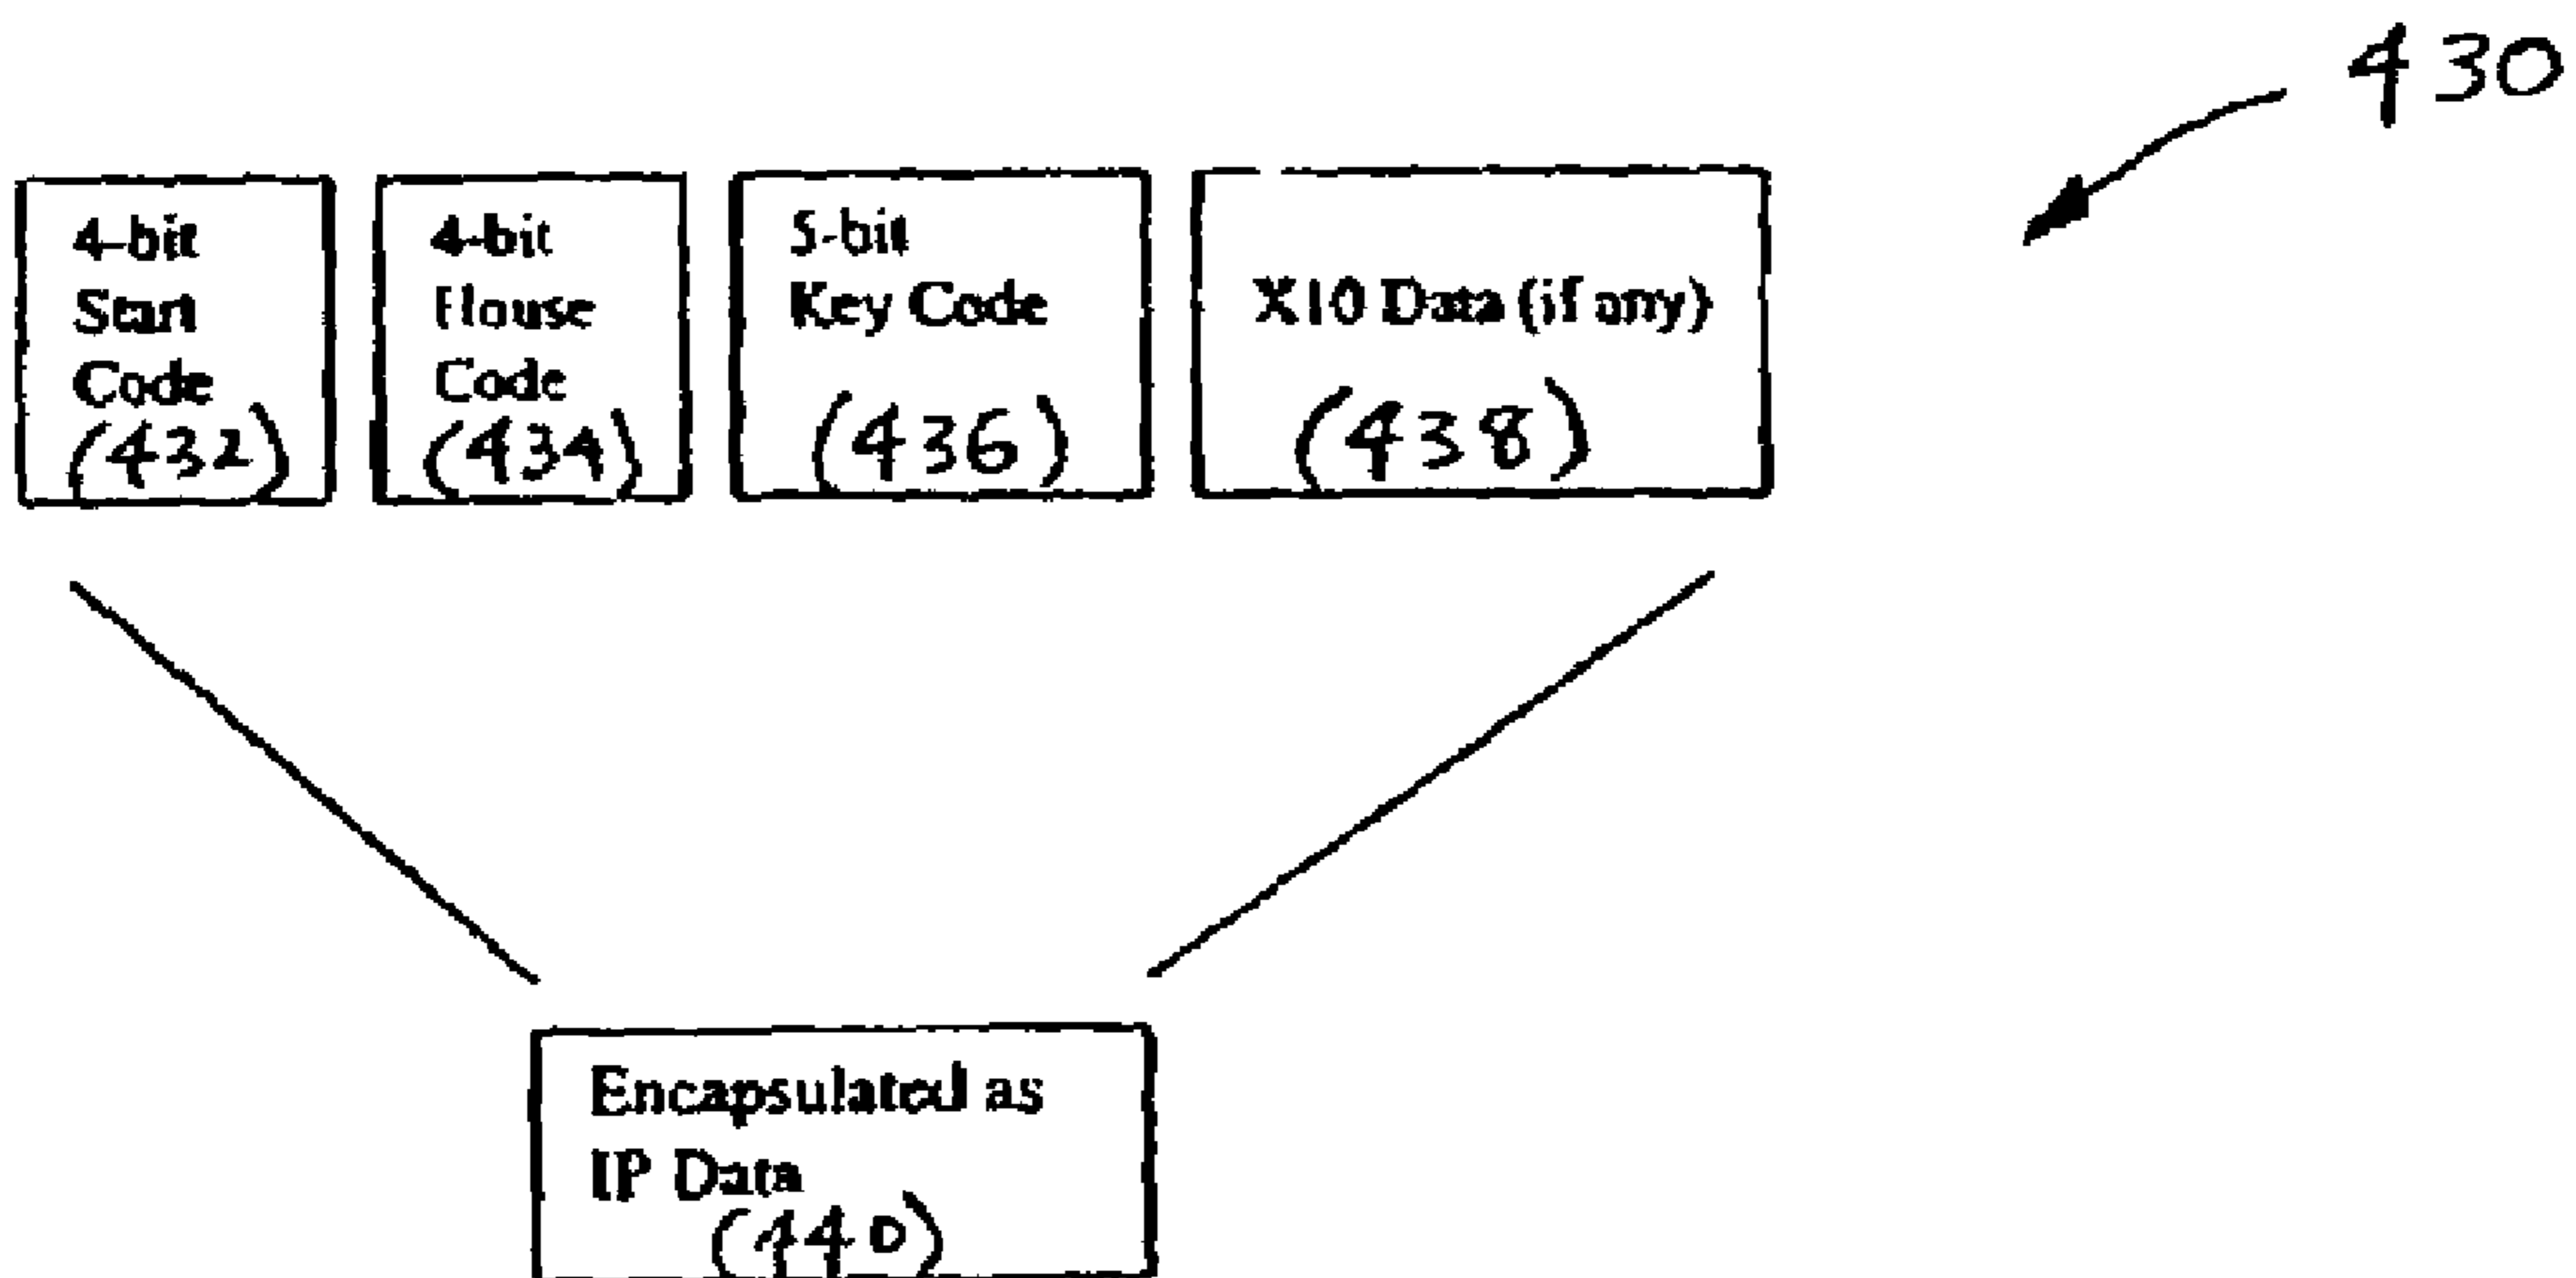 430
4-bit
Start
Code
(432)
4-bit
House
Code
(434)
5-bit
Key Code
(436)
X10 Data (if any)
(438)
Encapsulated as
IP Data
(440)